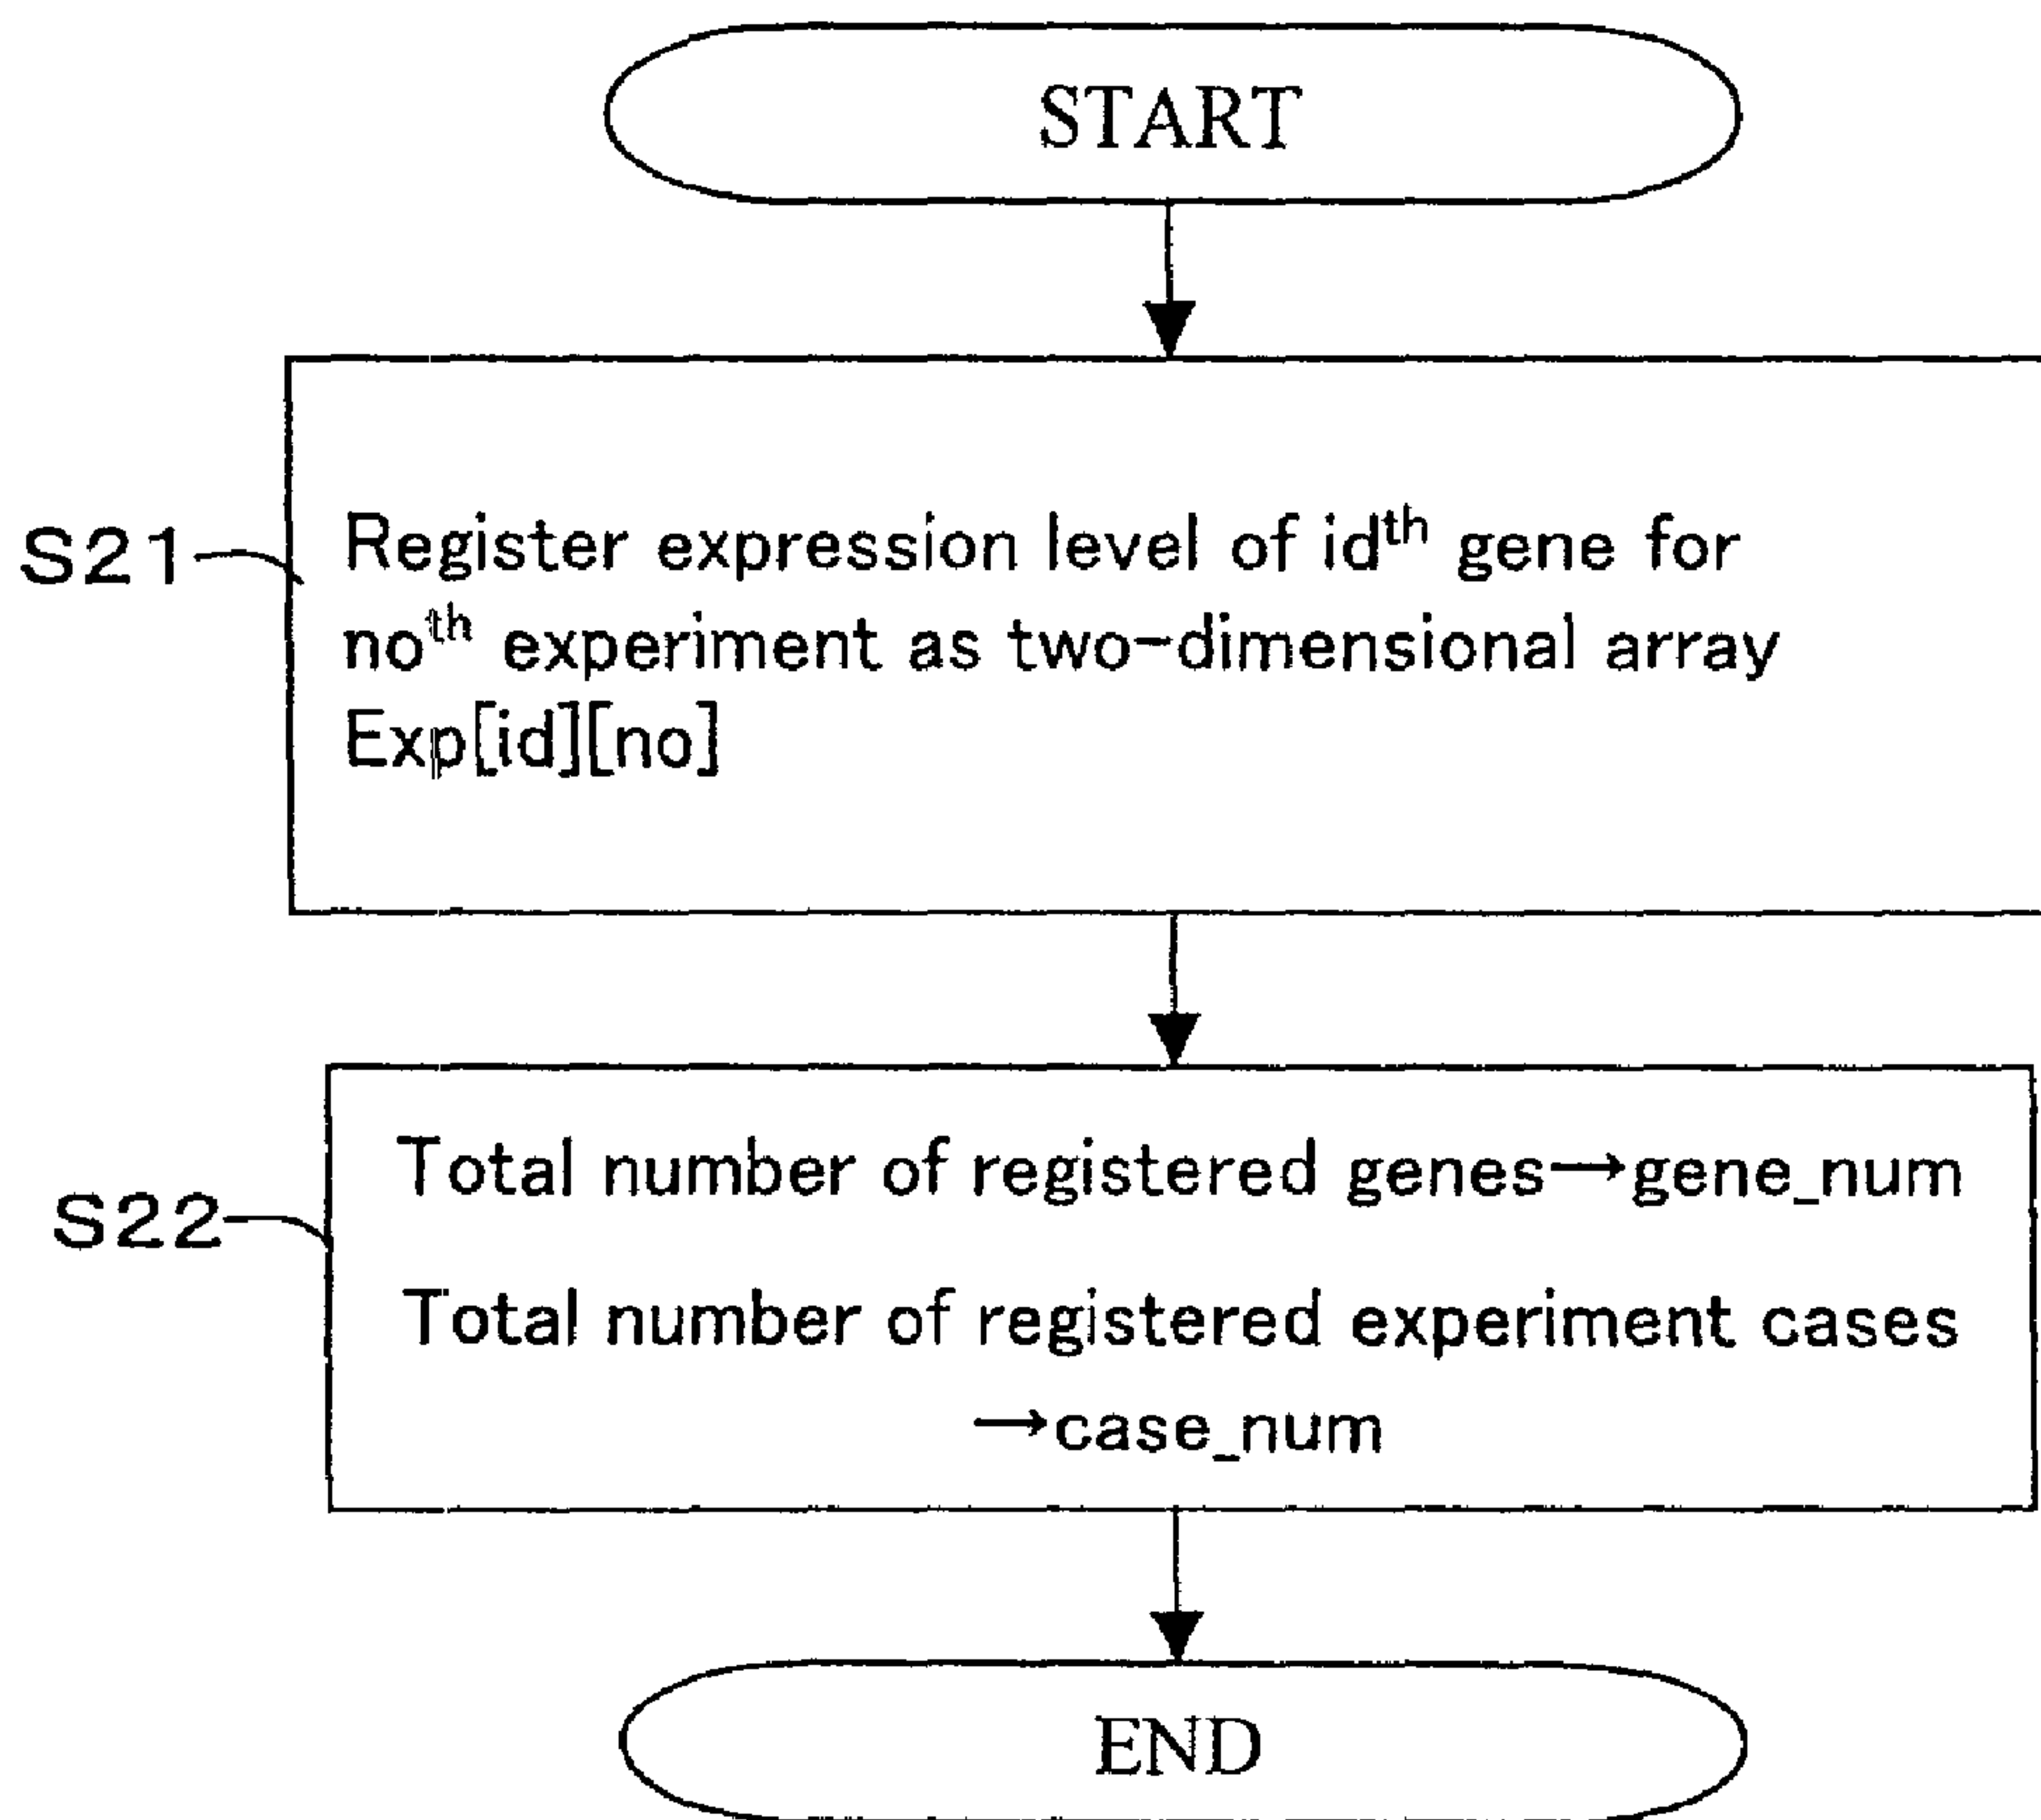 START
S21
Register expression level of id^th gene for
no^th experiment as two-dimensional array
Exp[id][no]
S22
Total number of registered genes→gene_num
Total number of registered experiment cases
→case_num
END